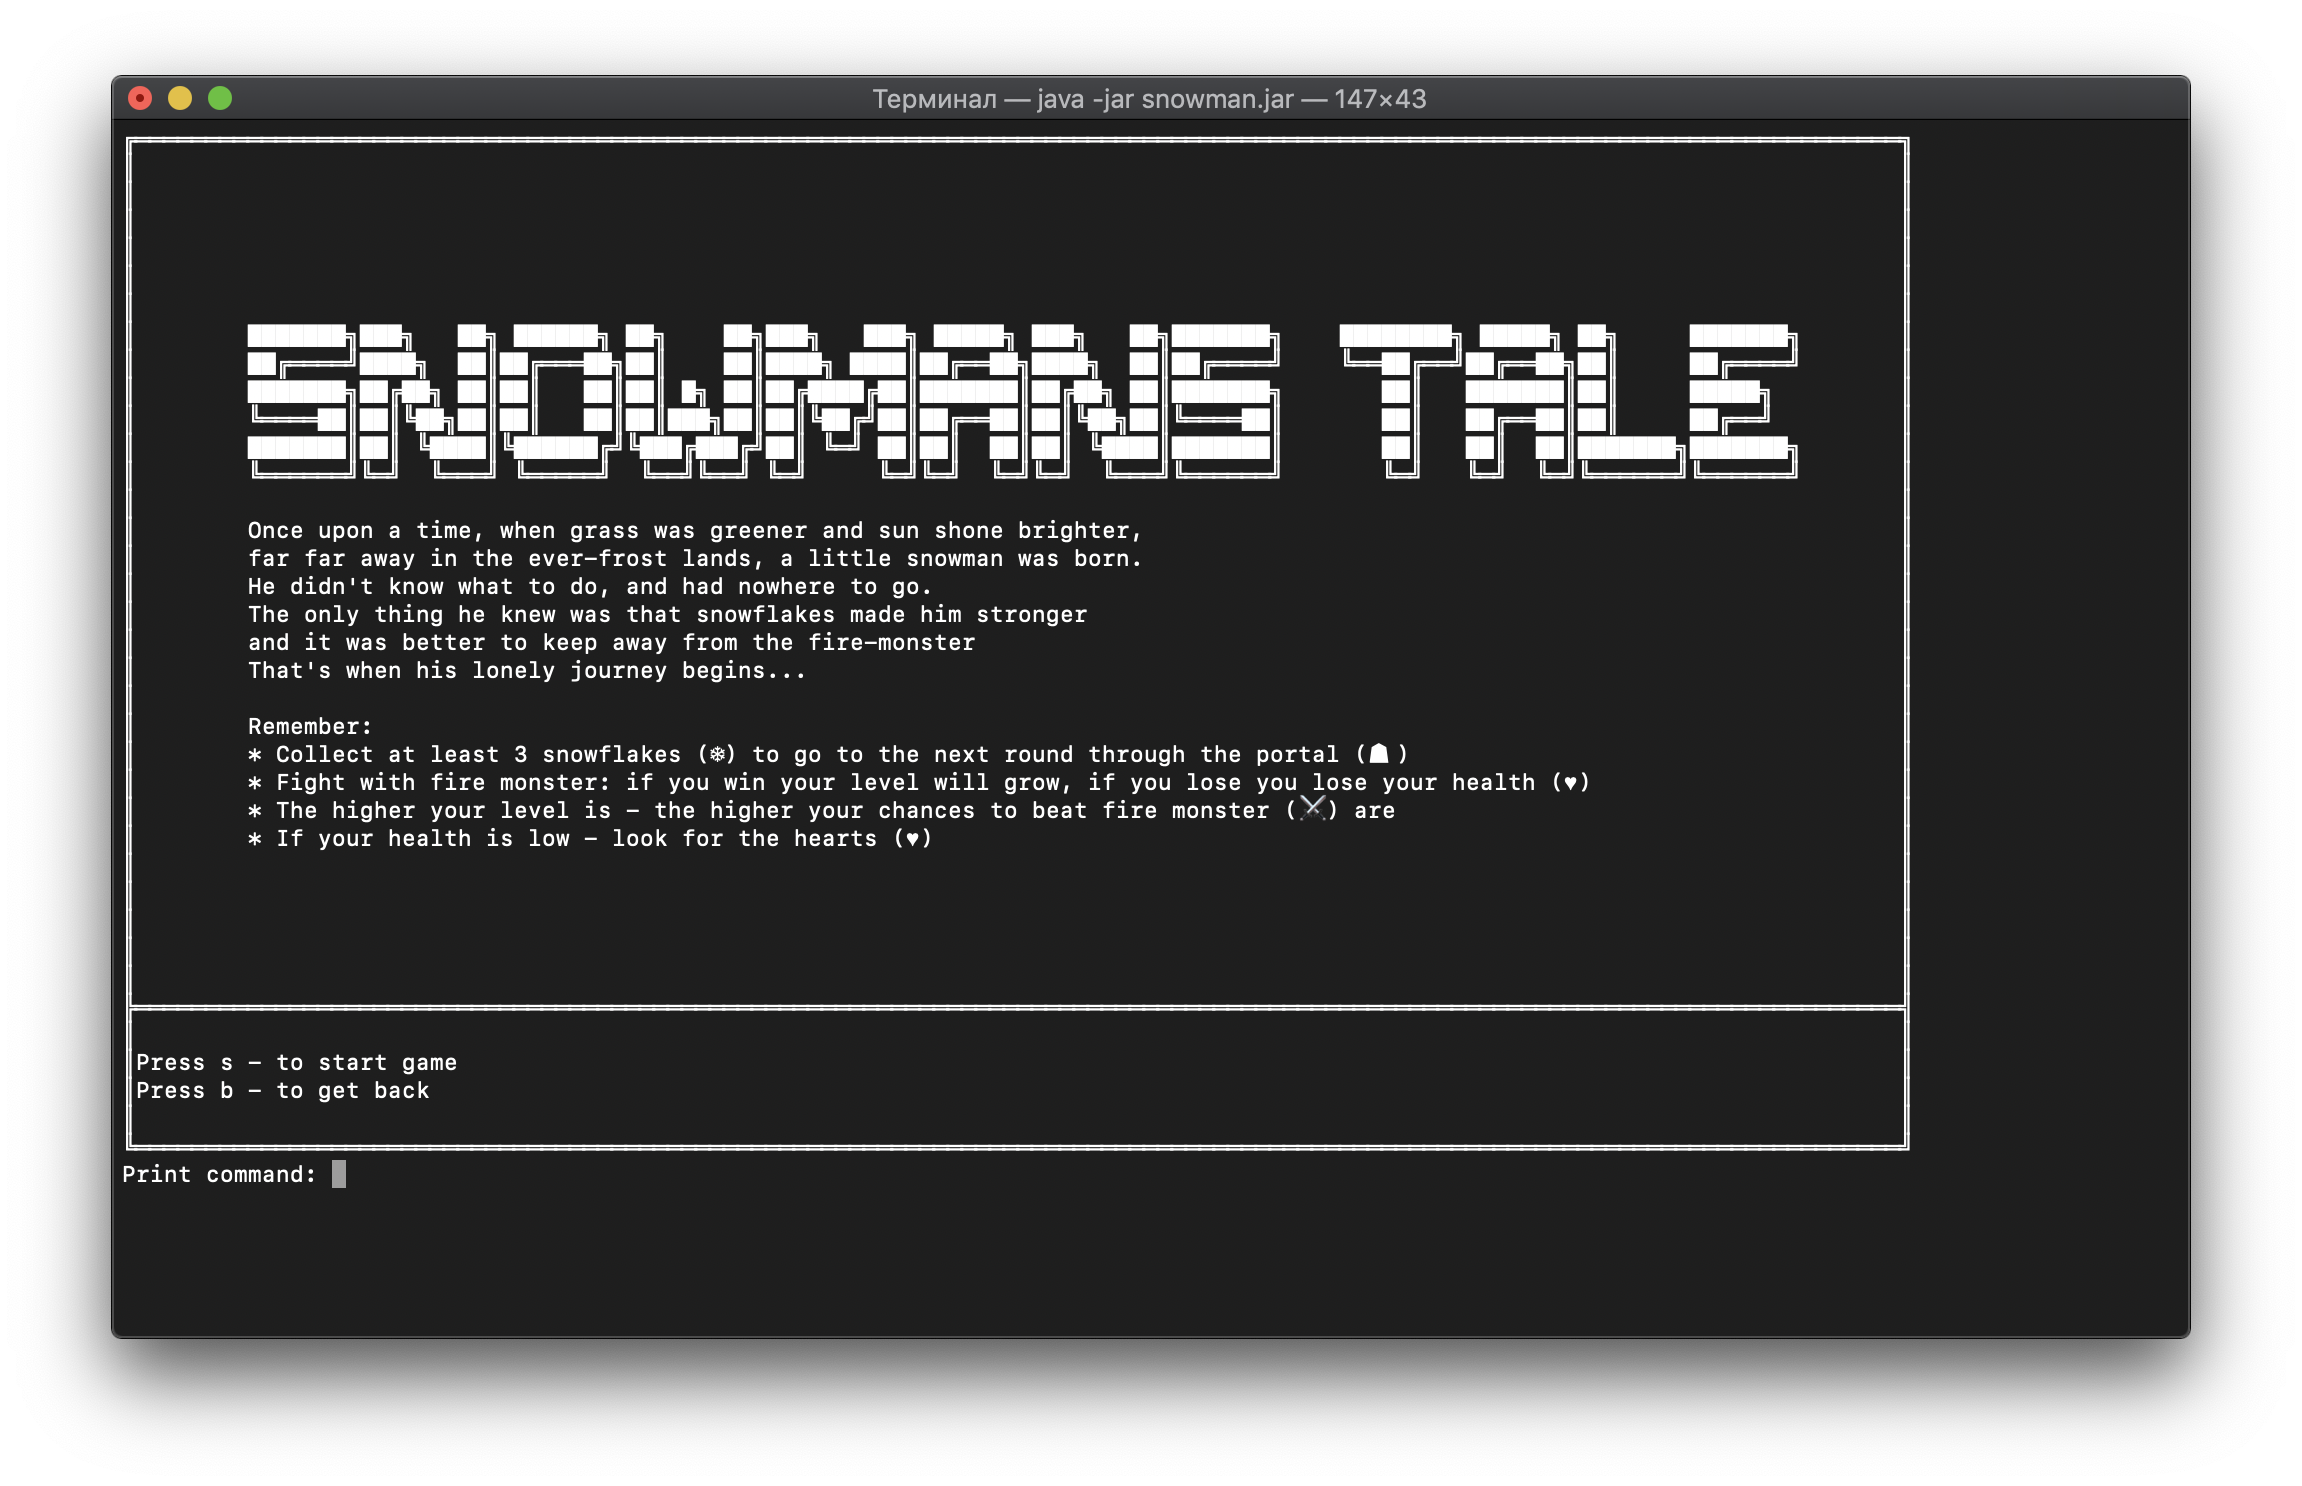 Терминал — java -jar snowman.jar — 147×43
SNOWMANS TALE
Once upon a time, when grass was greener and sun shone brighter,
far far away in the ever-frost lands, a little snowman was born.
He didn't know what to do, and had nowhere to go.
The only thing he knew was that snowflakes made him stronger
and it was better to keep away from the fire-monster
That's when his lonely journey begins...
Remember:
* Collect at least 3 snowflakes (❄) to go to the next round through the portal (☗ )
* Fight with fire monster: if you win your level will grow, if you lose you lose your health (♥)
* The higher your level is - the higher your chances to beat fire monster (⚔) are
* If your health is low - look for the hearts (♥)
Press s - to start game
Press b - to get back
Print command: